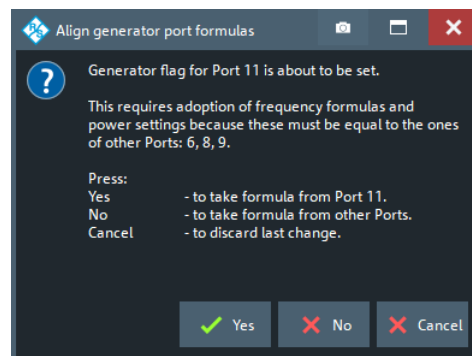 Align generator port formulas
Generator flag for Port 11 is about to be set.
This requires adoption of frequency formulas and
power settings because these must be equal to the ones
of other Ports: 6, 8, 9.
Press:
Yes - to take formula from Port 11.
No - to take formula from other Ports.
Cancel - to discard last change.
Yes No Cancel